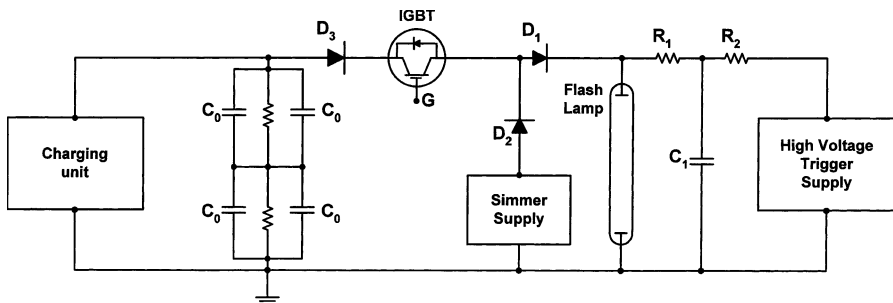 IGBT
D3
D1
R1
R2
G
Flash
Lamp
C0
C0
D2
C1
Charging
unit
High Voltage
Trigger
Supply
Simmer
Supply
C0
C0